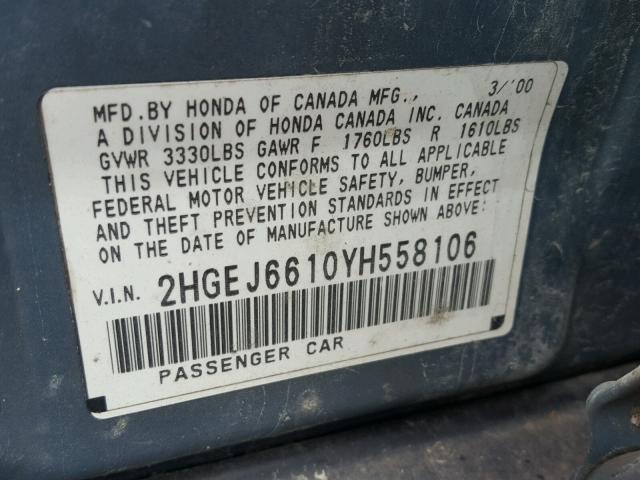 MFD.BY HONDA OF CANADA MFG., 3/'00
A DIVISION OF HONDA CANADA INC. CANADA
GVWR 3330LBS GAWR F 1760LBS R 1610LBS
THIS VEHICLE CONFORMS TO ALL APPLICABLE
FEDERAL MOTOR VEHICLE SAFETY, BUMPER,
AND THEFT PREVENTION STANDARDS IN EFFECT
ON THE DATE OF MANUFACTURE SHOWN ABOVE:
V.I.N. 2HGEJ6610YH558106
PASSENGER CAR